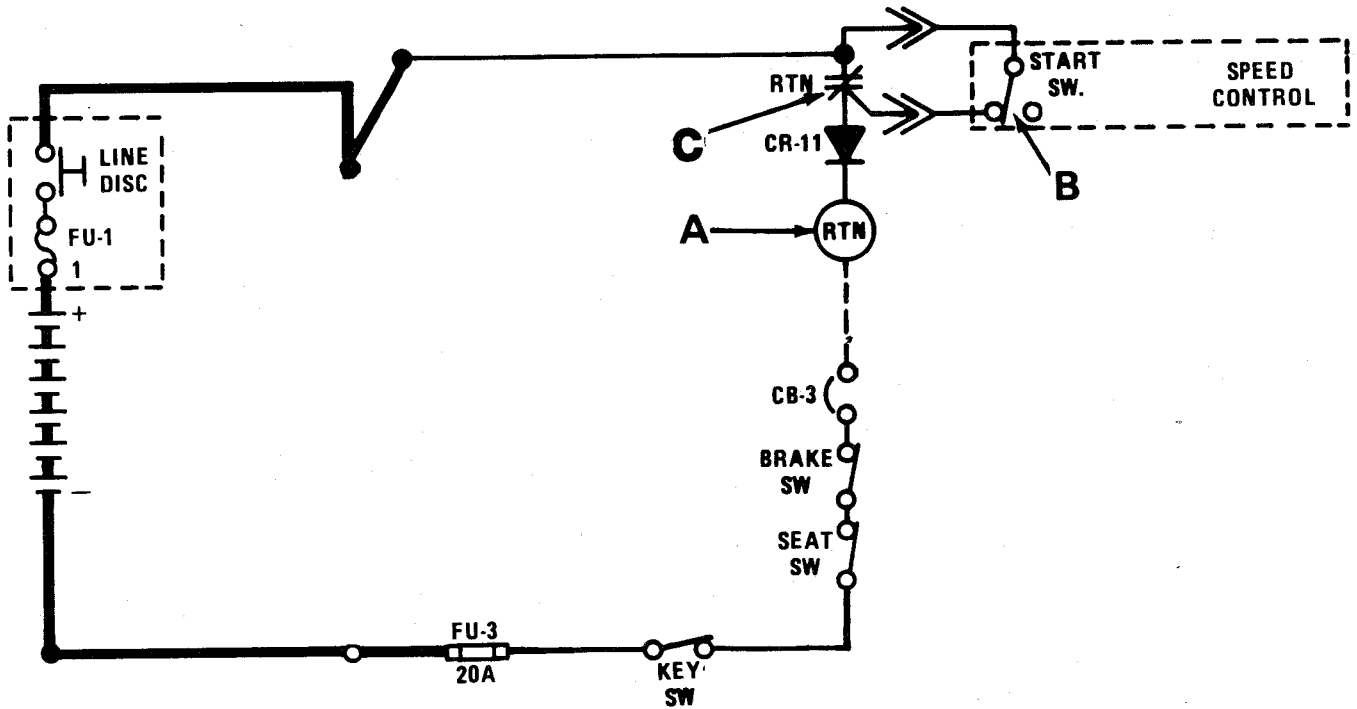 START
SW.
SPEED
CONTROL
RTN
C
CR-11
B
LINE
DISC
FU-1
1
A
RTN
+
−
CB-3
BRAKE
SW
SEAT
SW
FU-3
20A
KEY
SW